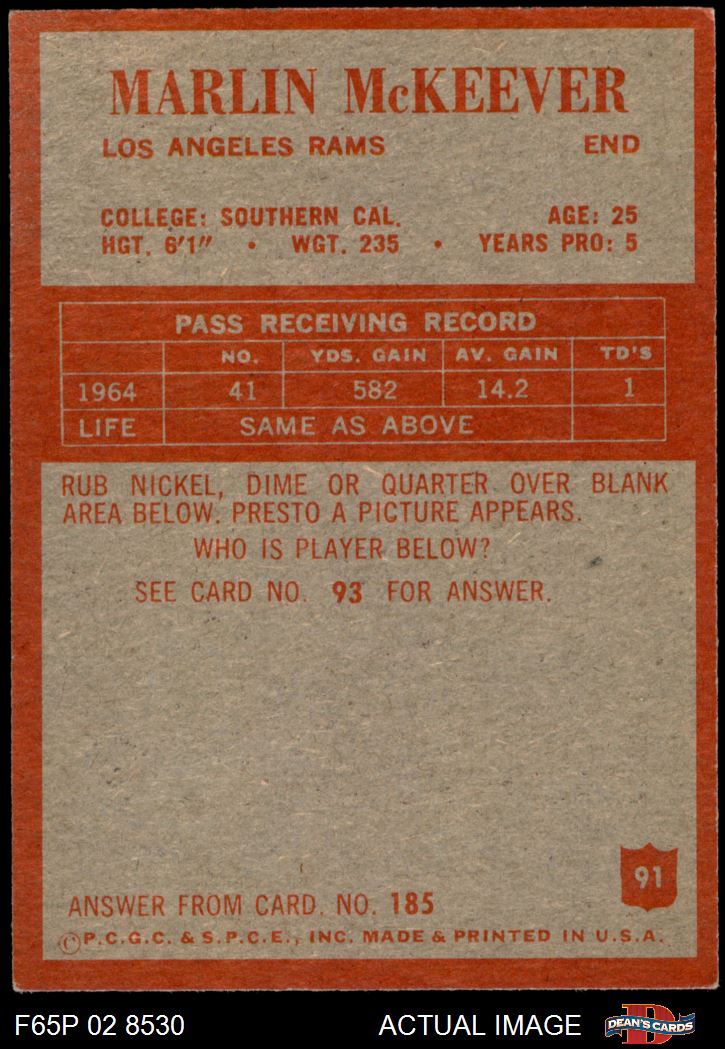 MARLIN McKEEVER
LOS ANGELES RAMS END
COLLEGE: SOUTHERN CAL. AGE: 25
HGT. 6'1" • WGT. 235 • YEARS PRO: 5
PASS RECEIVING RECORD
NO. YDS. GAIN AV. GAIN TD'S
1964 41 582 14.2 1
LIFE SAME AS ABOVE
RUB NICKEL, DIME OR QUARTER OVER BLANK
AREA BELOW. PRESTO A PICTURE APPEARS.
WHO IS PLAYER BELOW?
SEE CARD NO. 93 FOR ANSWER.
91
ANSWER FROM CARD. NO. 185
©P.C.G.C. & S.P.C.E., INC. MADE & PRINTED IN U.S.A.
F65P 02 8530 ACTUAL IMAGE D DEAN'S CARDS